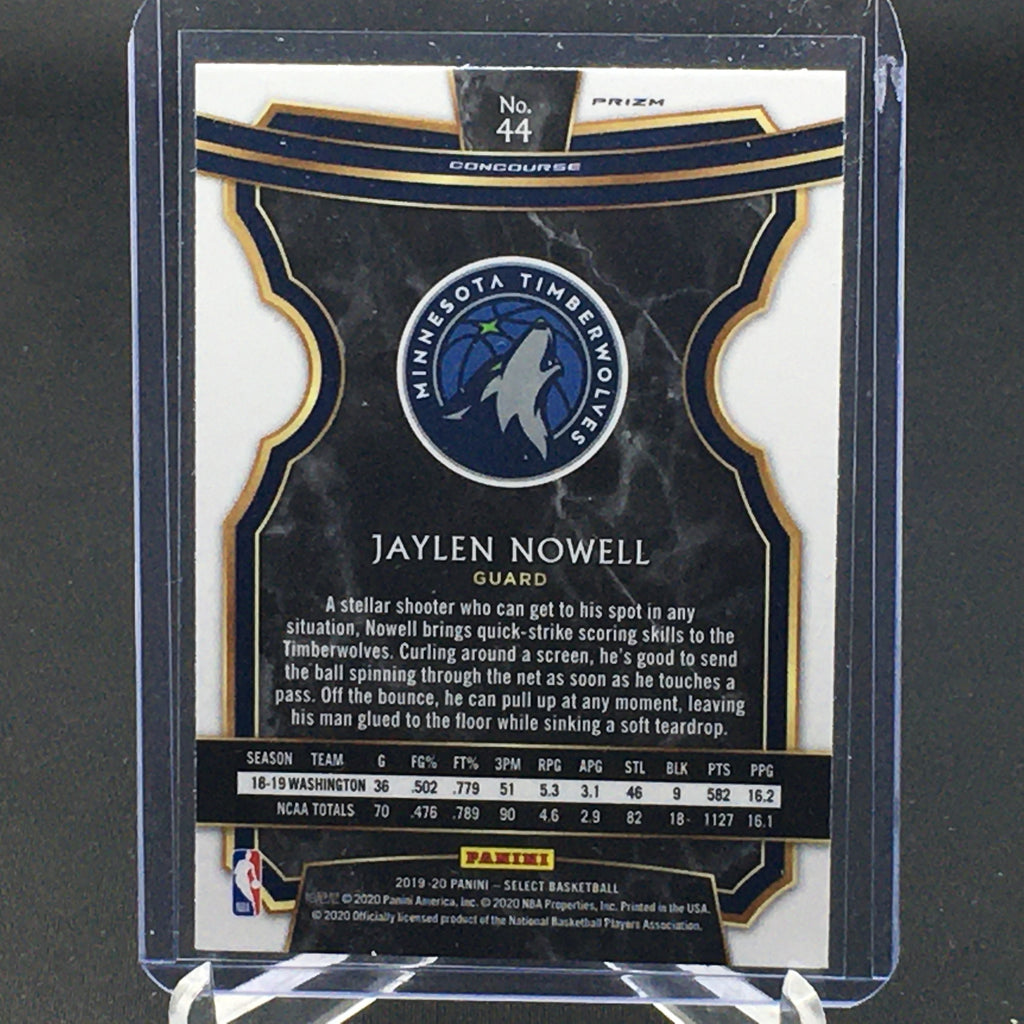 No.
44
PRIZM
CONCOURSE
MINNESOTA TIMBERWOLVES
JAYLEN NOWELL
GUARD
A stellar shooter who can get to his spot in any
situation, Nowell brings quick-strike scoring skills to the
Timberwolves. Curling around a screen, he's good to send
the ball spinning through the net as soon as he touches a
pass. Off the bounce, he can pull up at any moment, leaving
his man glued to the floor while sinking a soft teardrop.
SEASON TEAM G FG% FT% 3PM RPG APG STL BLK PTS PPG
18-19 WASHINGTON 36 .502 .779 51 5.3 3.1 46 9 582 16.2
NCAA TOTALS 70 .476 .789 90 4.6 2.9 82 18 1127 16.1
PANINI
NBA
2019-20 PANINI – SELECT BASKETBALL
© 2020 Panini America, Inc. © 2020 NBA Properties, Inc. Printed in the USA.
© 2020 Officially licensed product of the National Basketball Players Association.